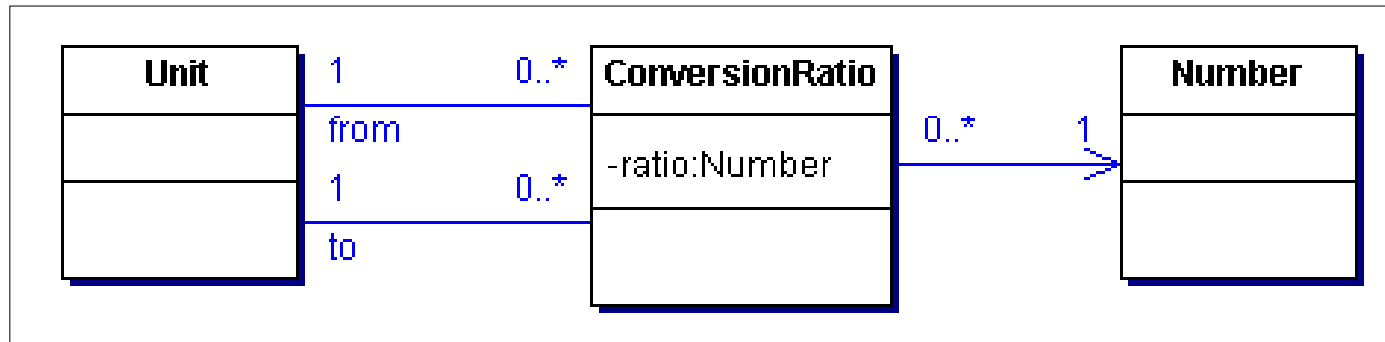 Unit
1
0..*
from
1
0..*
to
ConversionRatio
-ratio:Number
0..*
1
Number